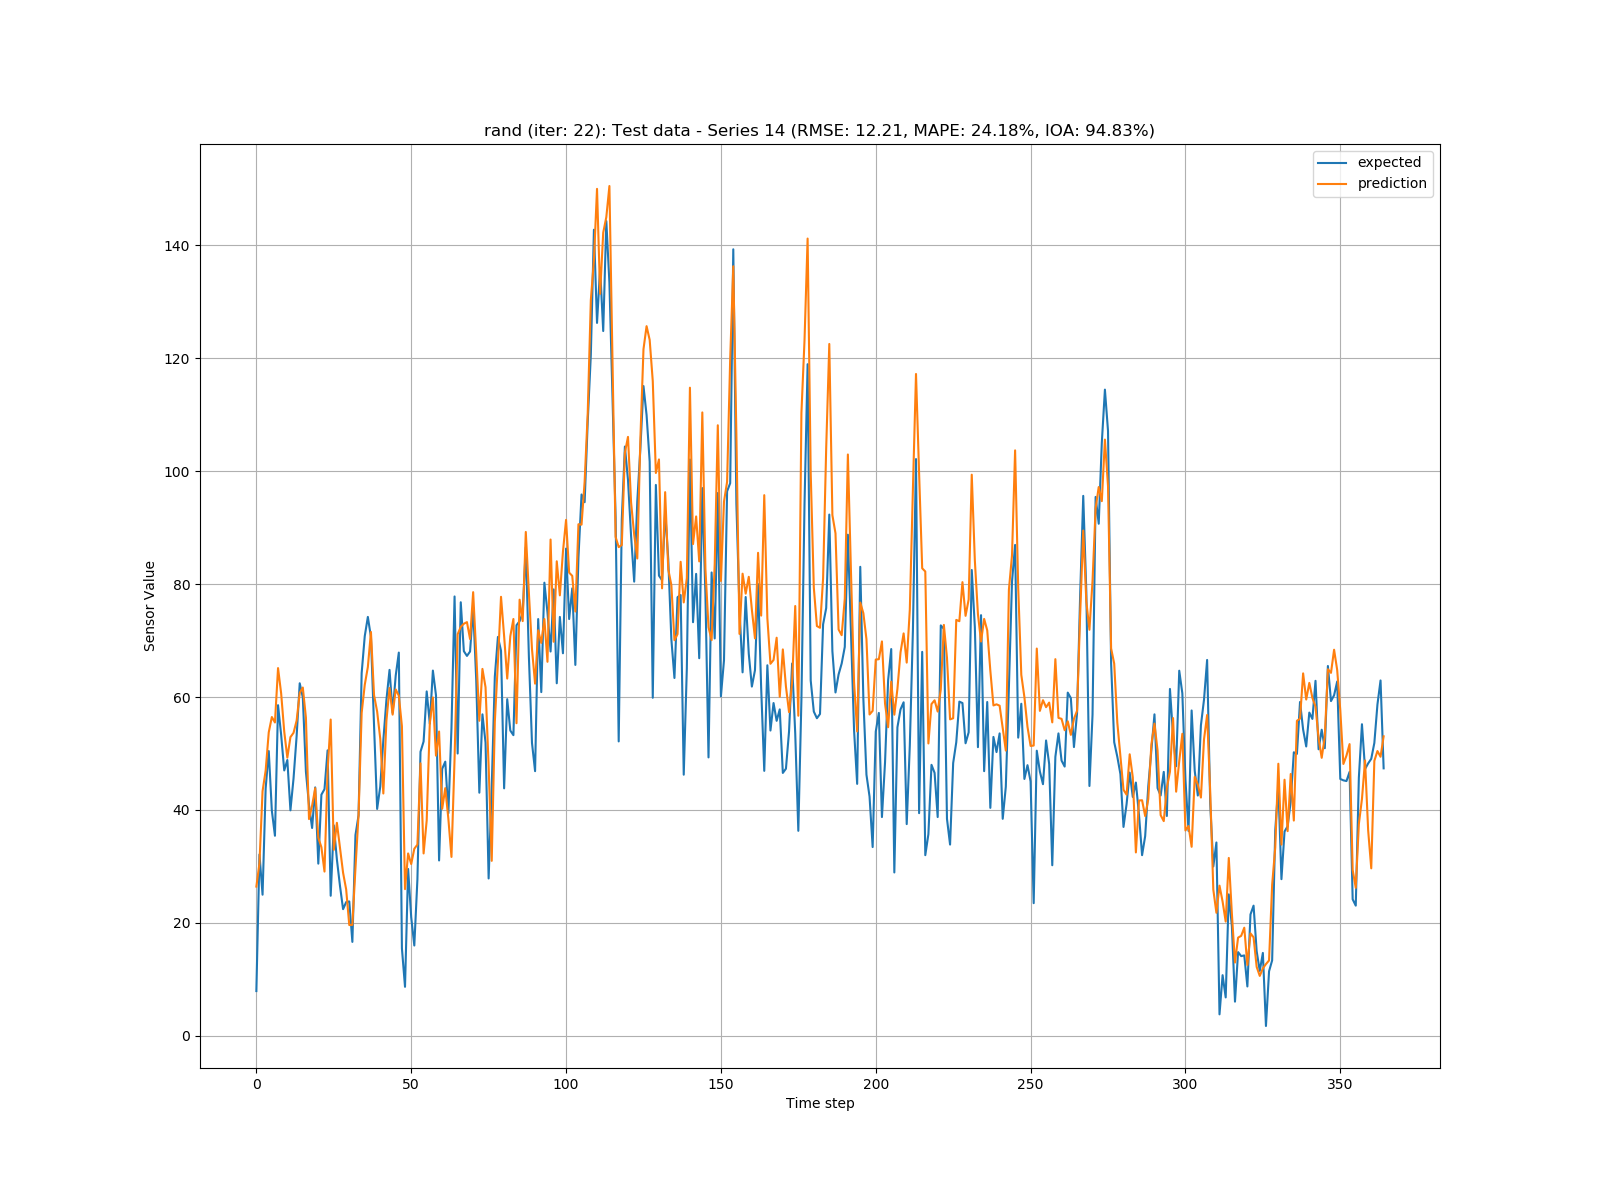 rand (iter: 22): Test data - Series 14 (RMSE: 12.21, MAPE: 24.18%, IOA: 94.83%)
expected
prediction
140
120
100
80
60
40
20
0
Sensor Value
0 50 100 150 200 250 300 350
Time step